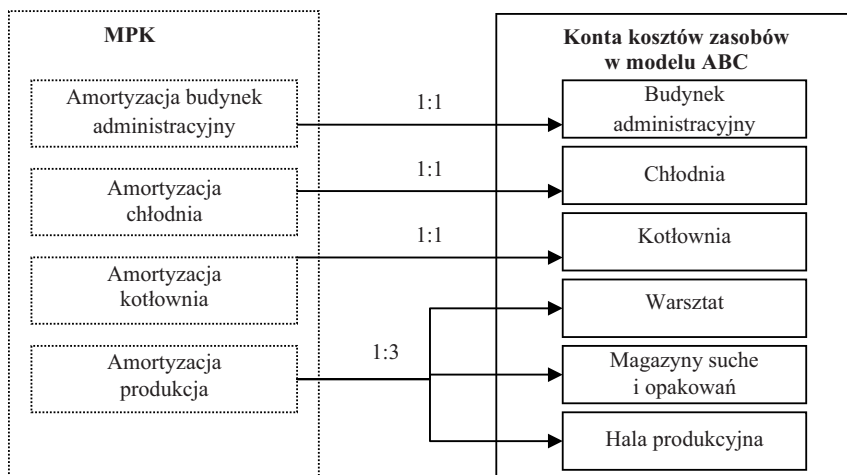 MPK
Konta kosztów zasobów
w modelu ABC
Amortyzacja budynek
administracyjny
1:1
Budynek
administracyjny
Amortyzacja
chłodnia
1:1
Chłodnia
Amortyzacja
kotłownia
1:1
Kotłownia
Amortyzacja
produkcja
1:3
Warsztat
Magazyny suche
i opakowań
Hala produkcyjna